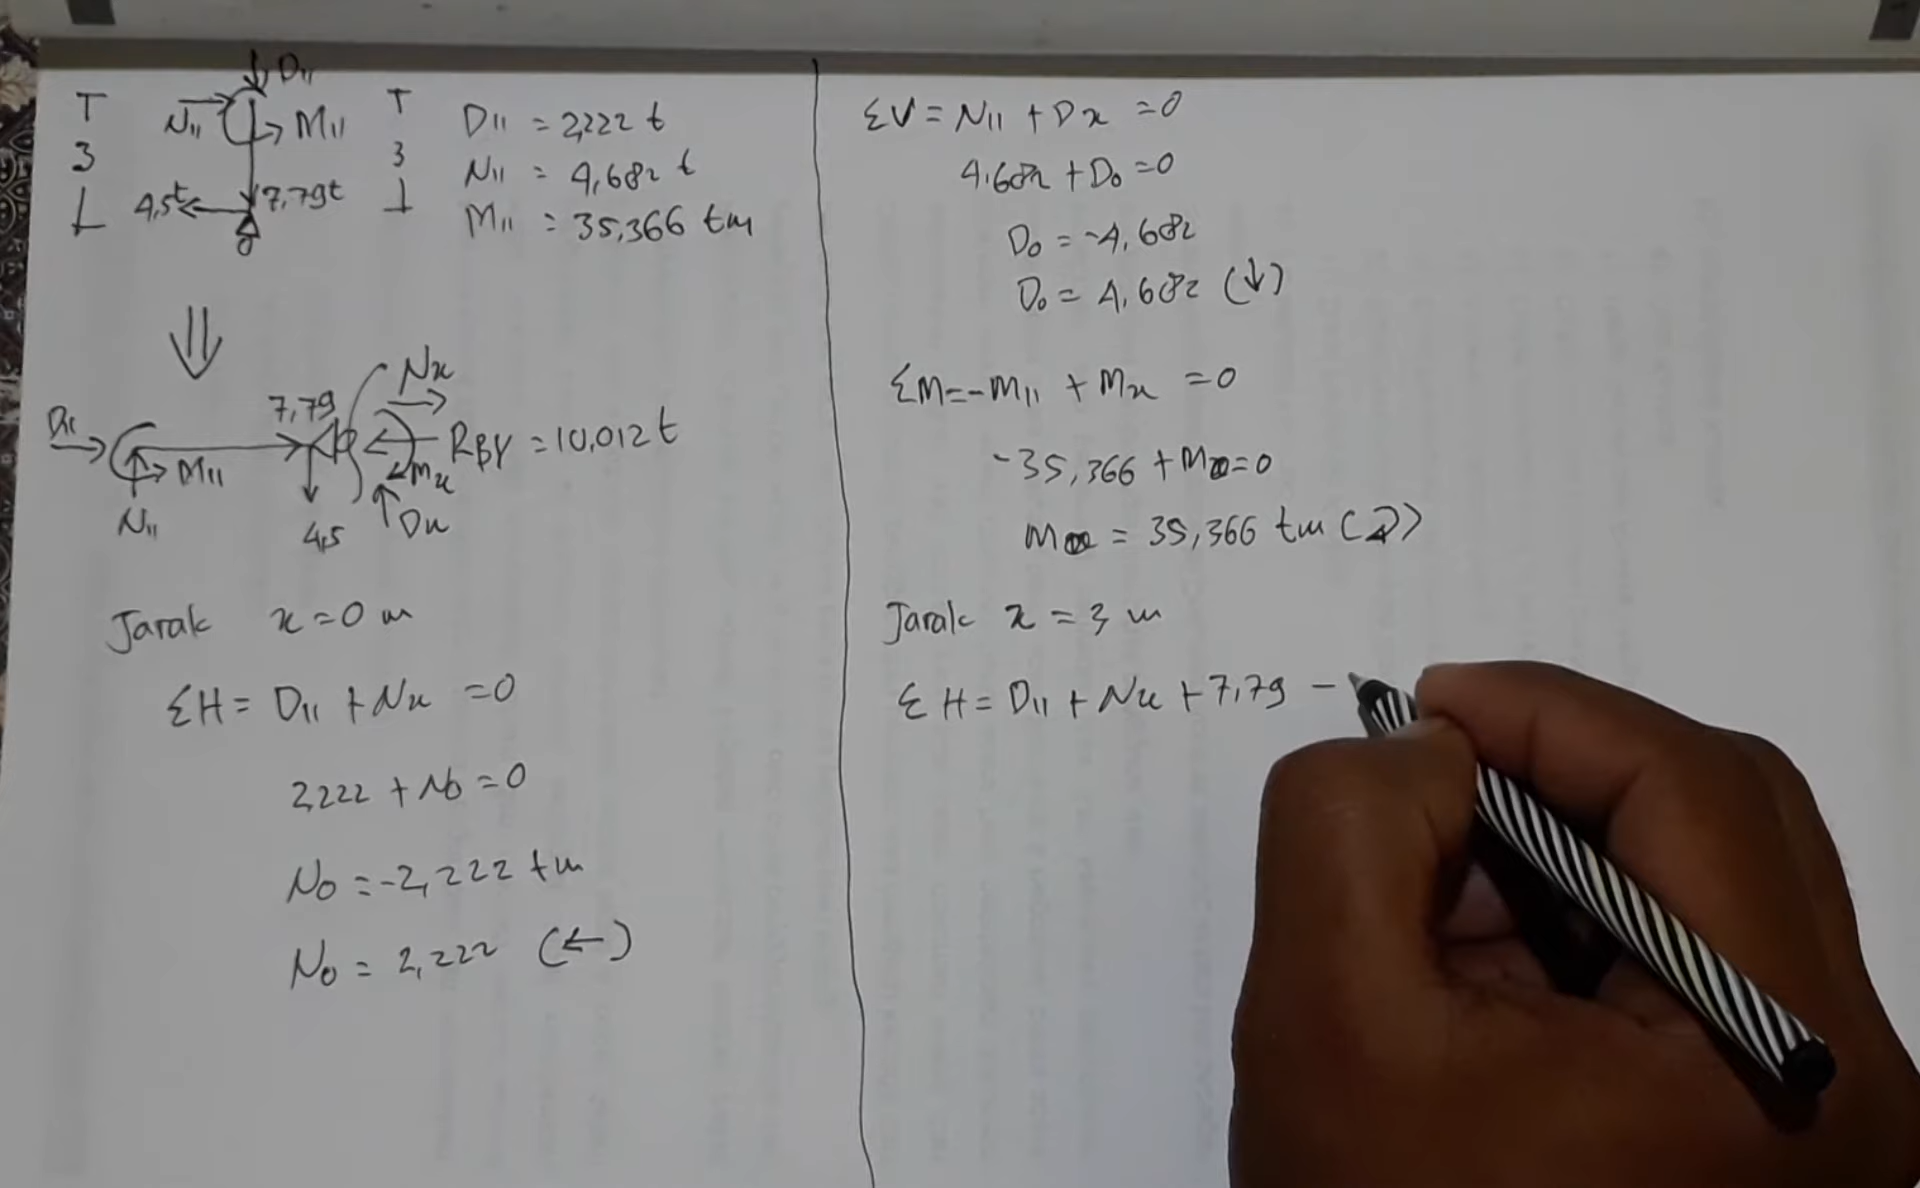 D11
T
3
N11
M11
T
3
4,5t
7,79t
D11 = 2,222 t
N11 = 4,682 t
M11 = 35,366 tm
D11
M11
N11
7,79
4,5
Nx
RBY = 10,012 t
Mx
Dx
Jarak x = 0 m
ΣH = D11 + Nx = 0
2,222 + N0 = 0
N0 = -2,222 tm
N0 = 2,222 (←)
ΣV = N11 + Dx = 0
4.682 + D0 = 0
D0 = -4,682
D0 = 4,682 (↓)
ΣM = -M11 + Mx = 0
-35,366 + M0 = 0
M0 = 35,366 tm (⤸)
Jarak x = 3 m
ΣH = D11 + Nx + 7,79 -